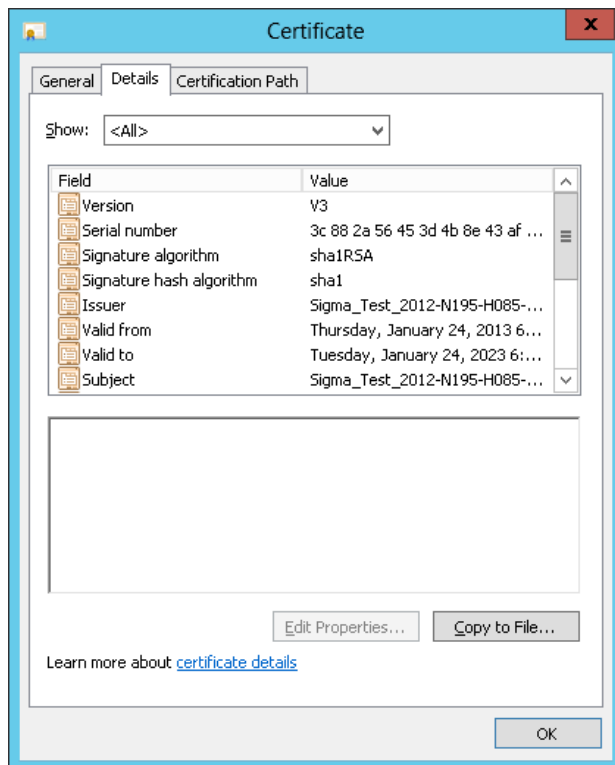 Certificate
x
General Details Certification Path
Show: <All>
Field Value
Version V3
Serial number 3c 88 2a 56 45 3d 4b 8e 43 af ...
Signature algorithm sha1RSA
Signature hash algorithm sha1
Issuer Sigma_Test_2012-N195-H085-...
Valid from Thursday, January 24, 2013 6...
Valid to Tuesday, January 24, 2023 6:...
Subject Sigma_Test_2012-N195-H085-...
Edit Properties... Copy to File...
Learn more about certificate details
OK